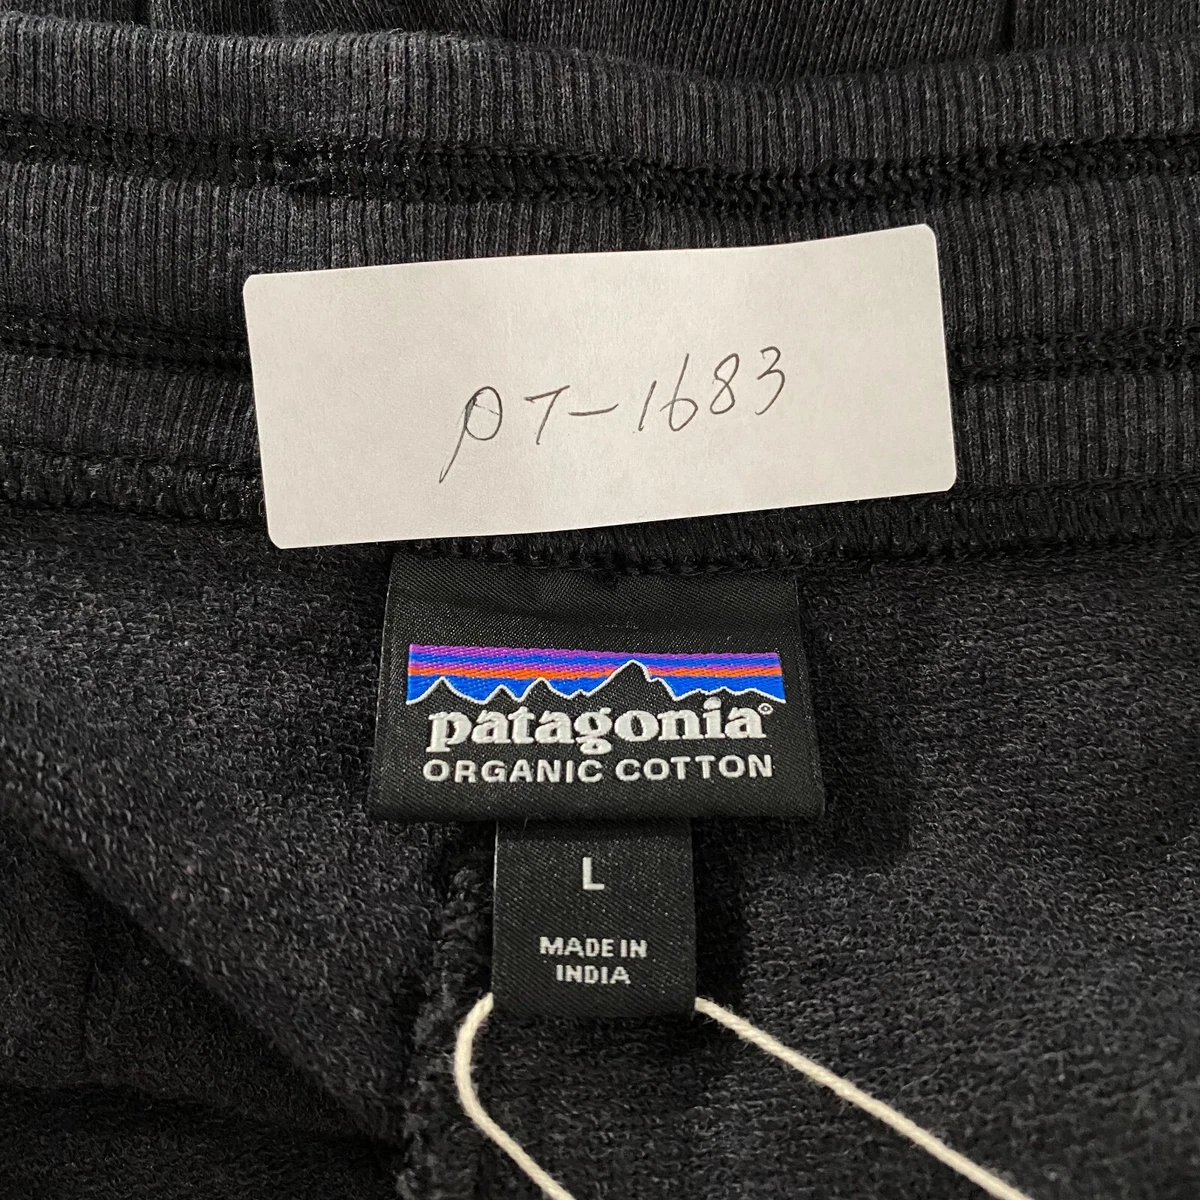 PT-1683
patagonia®
ORGANIC COTTON
L
MADE IN
INDIA